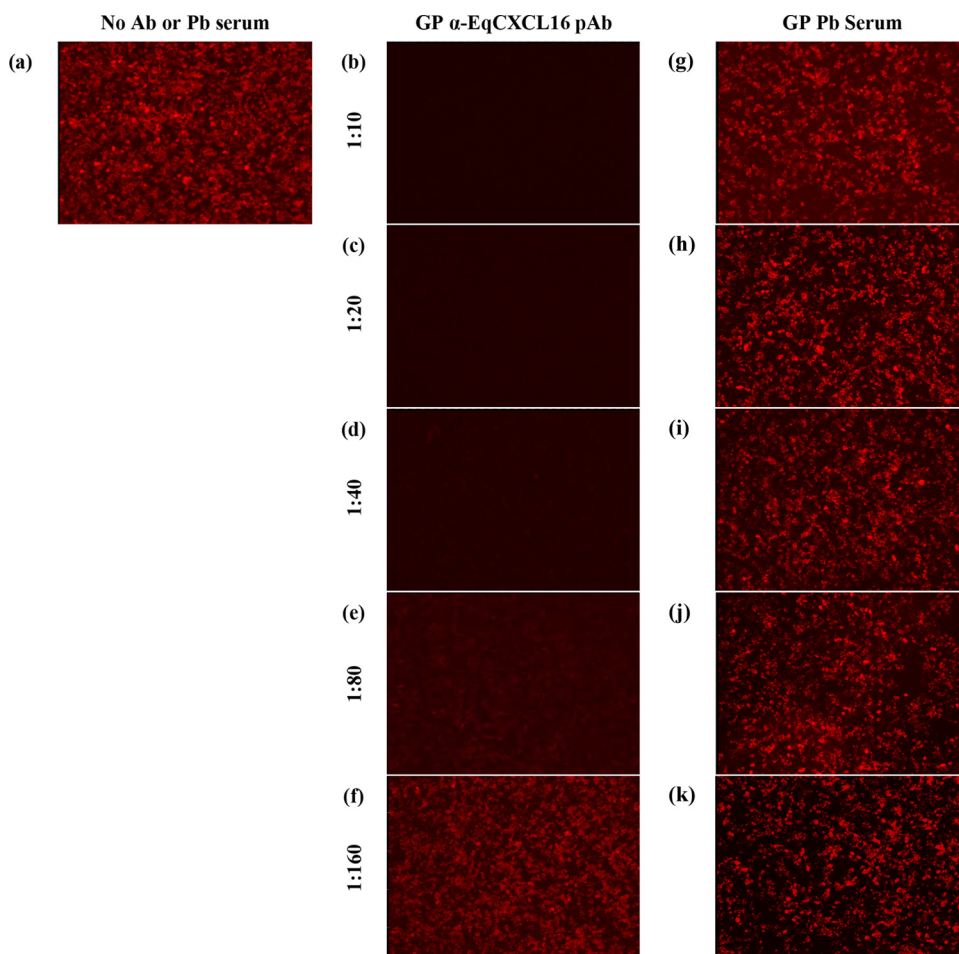 No Ab or Pb serum
GP α-EqCXCL16 pAb
GP Pb Serum
(a)
(b)
(g)
1:10
(c)
(h)
1:20
(d)
(i)
1:40
(e)
(j)
1:80
(f)
(k)
1:160